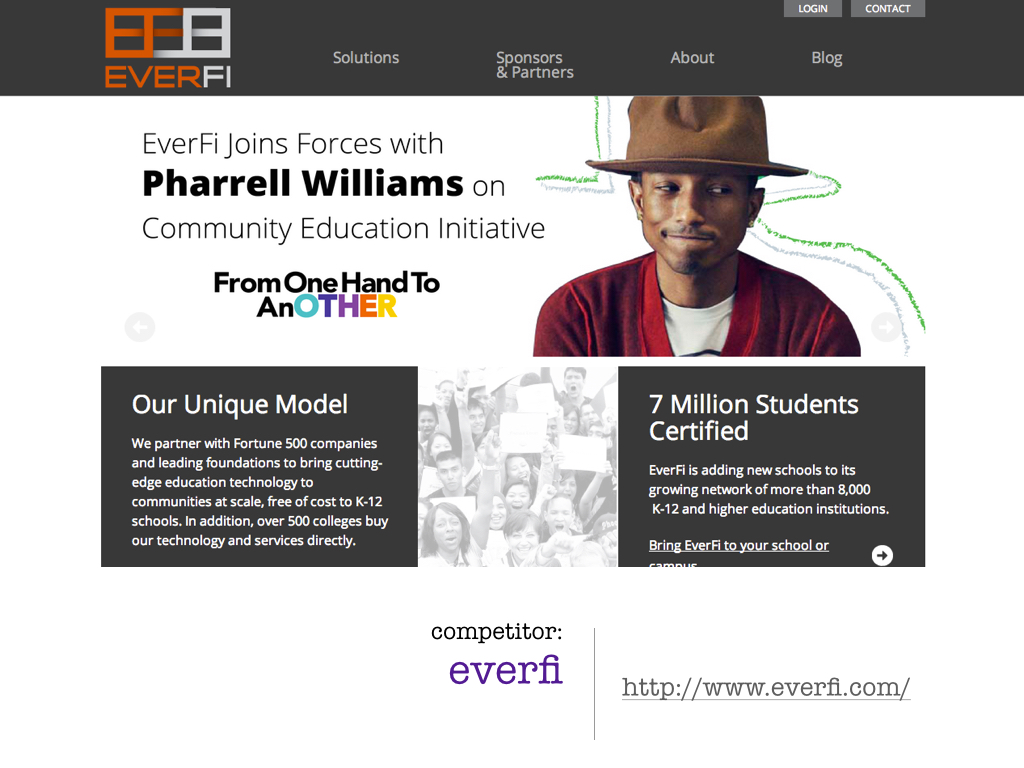 LOGIN
CONTACT
EVERFI
Solutions
Sponsors
& Partners
About
Blog
EverFi Joins Forces with
Pharrell Williams on
Community Education Initiative
From One Hand To
AnOTHER
Our Unique Model
We partner with Fortune 500 companies
and leading foundations to bring cutting-
edge education technology to
communities at scale, free of cost to K-12
schools. In addition, over 500 colleges buy
our technology and services directly.
7 Million Students
Certified
EverFi is adding new schools to its
growing network of more than 8,000
K-12 and higher education institutions.
Bring EverFi to your school or
campus
competitor:
everfi
http://www.everfi.com/